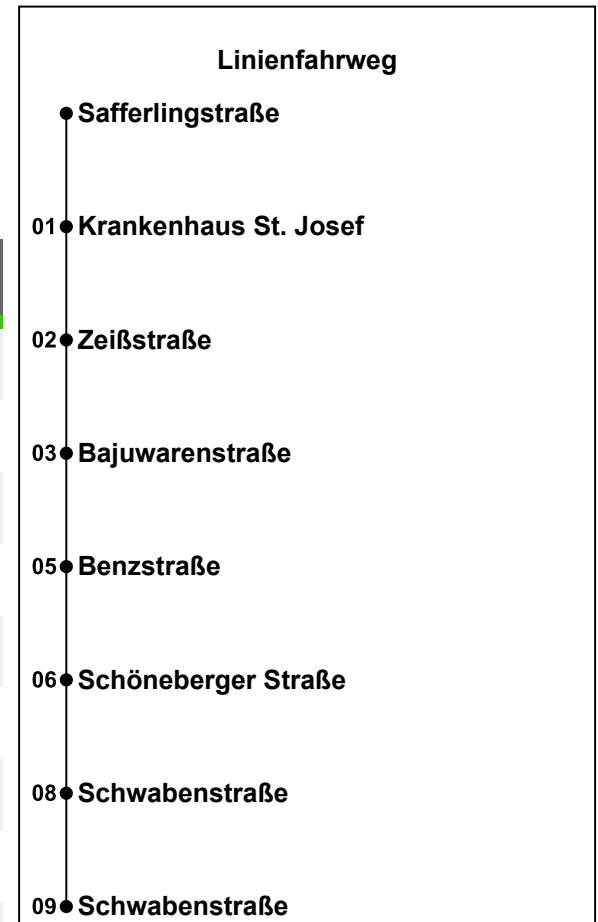 Linienfahrweg
Safferlingstraße
01 Krankenhaus St. Josef
02 Zeißstraße
03 Bajuwarenstraße
05 Benzstraße
06 Schöneberger Straße
08 Schwabenstraße
09 Schwabenstraße